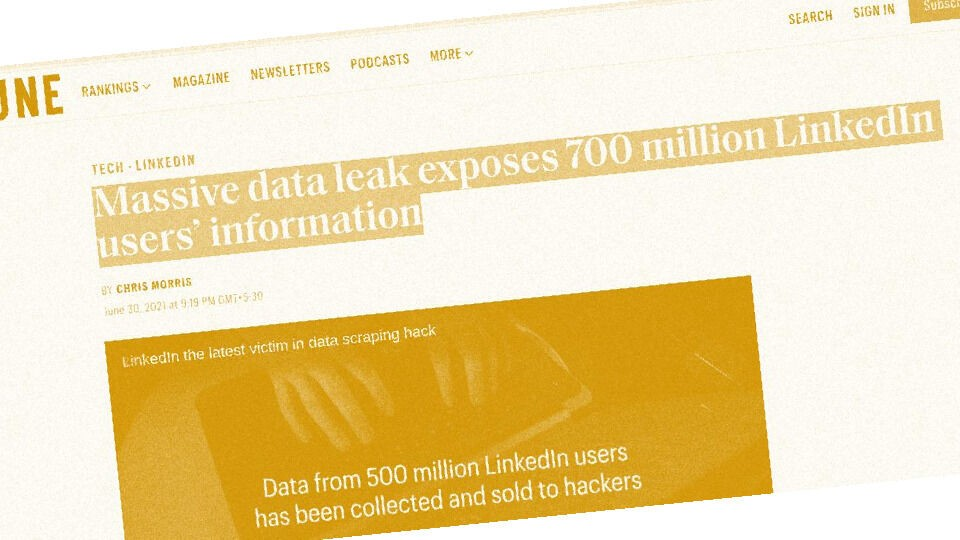 UNE
RANKINGS MAGAZINE NEWSLETTERS PODCASTS MORE
SEARCH SIGN IN Subscr
TECH · LINKEDIN
Massive data leak exposes 700 million LinkedIn
users' information
BY CHRIS MORRIS
June 30, 2021 at 9:19 PM GMT+5:30
LinkedIn the latest victim in data scraping hack
Data from 500 million LinkedIn users
has been collected and sold to hackers